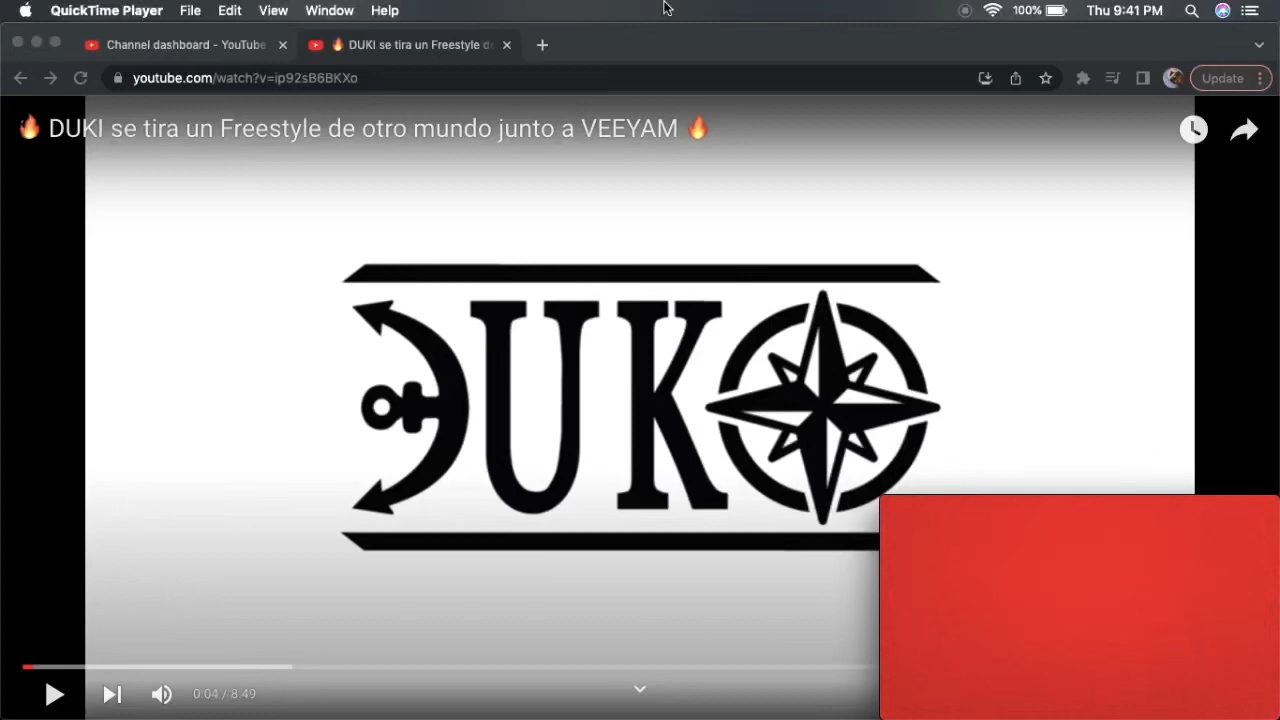 QuickTime Player File Edit View Window Help 100% Thu 9:41 PM
Channel dashboard - YouTube
🔥 DUKI se tira un Freestyle d
youtube.com/watch?v=ip92sB6BKXo
Update
🔥 DUKI se tira un Freestyle de otro mundo junto a VEEYAM 🔥
DUKO
0:04 / 8:49